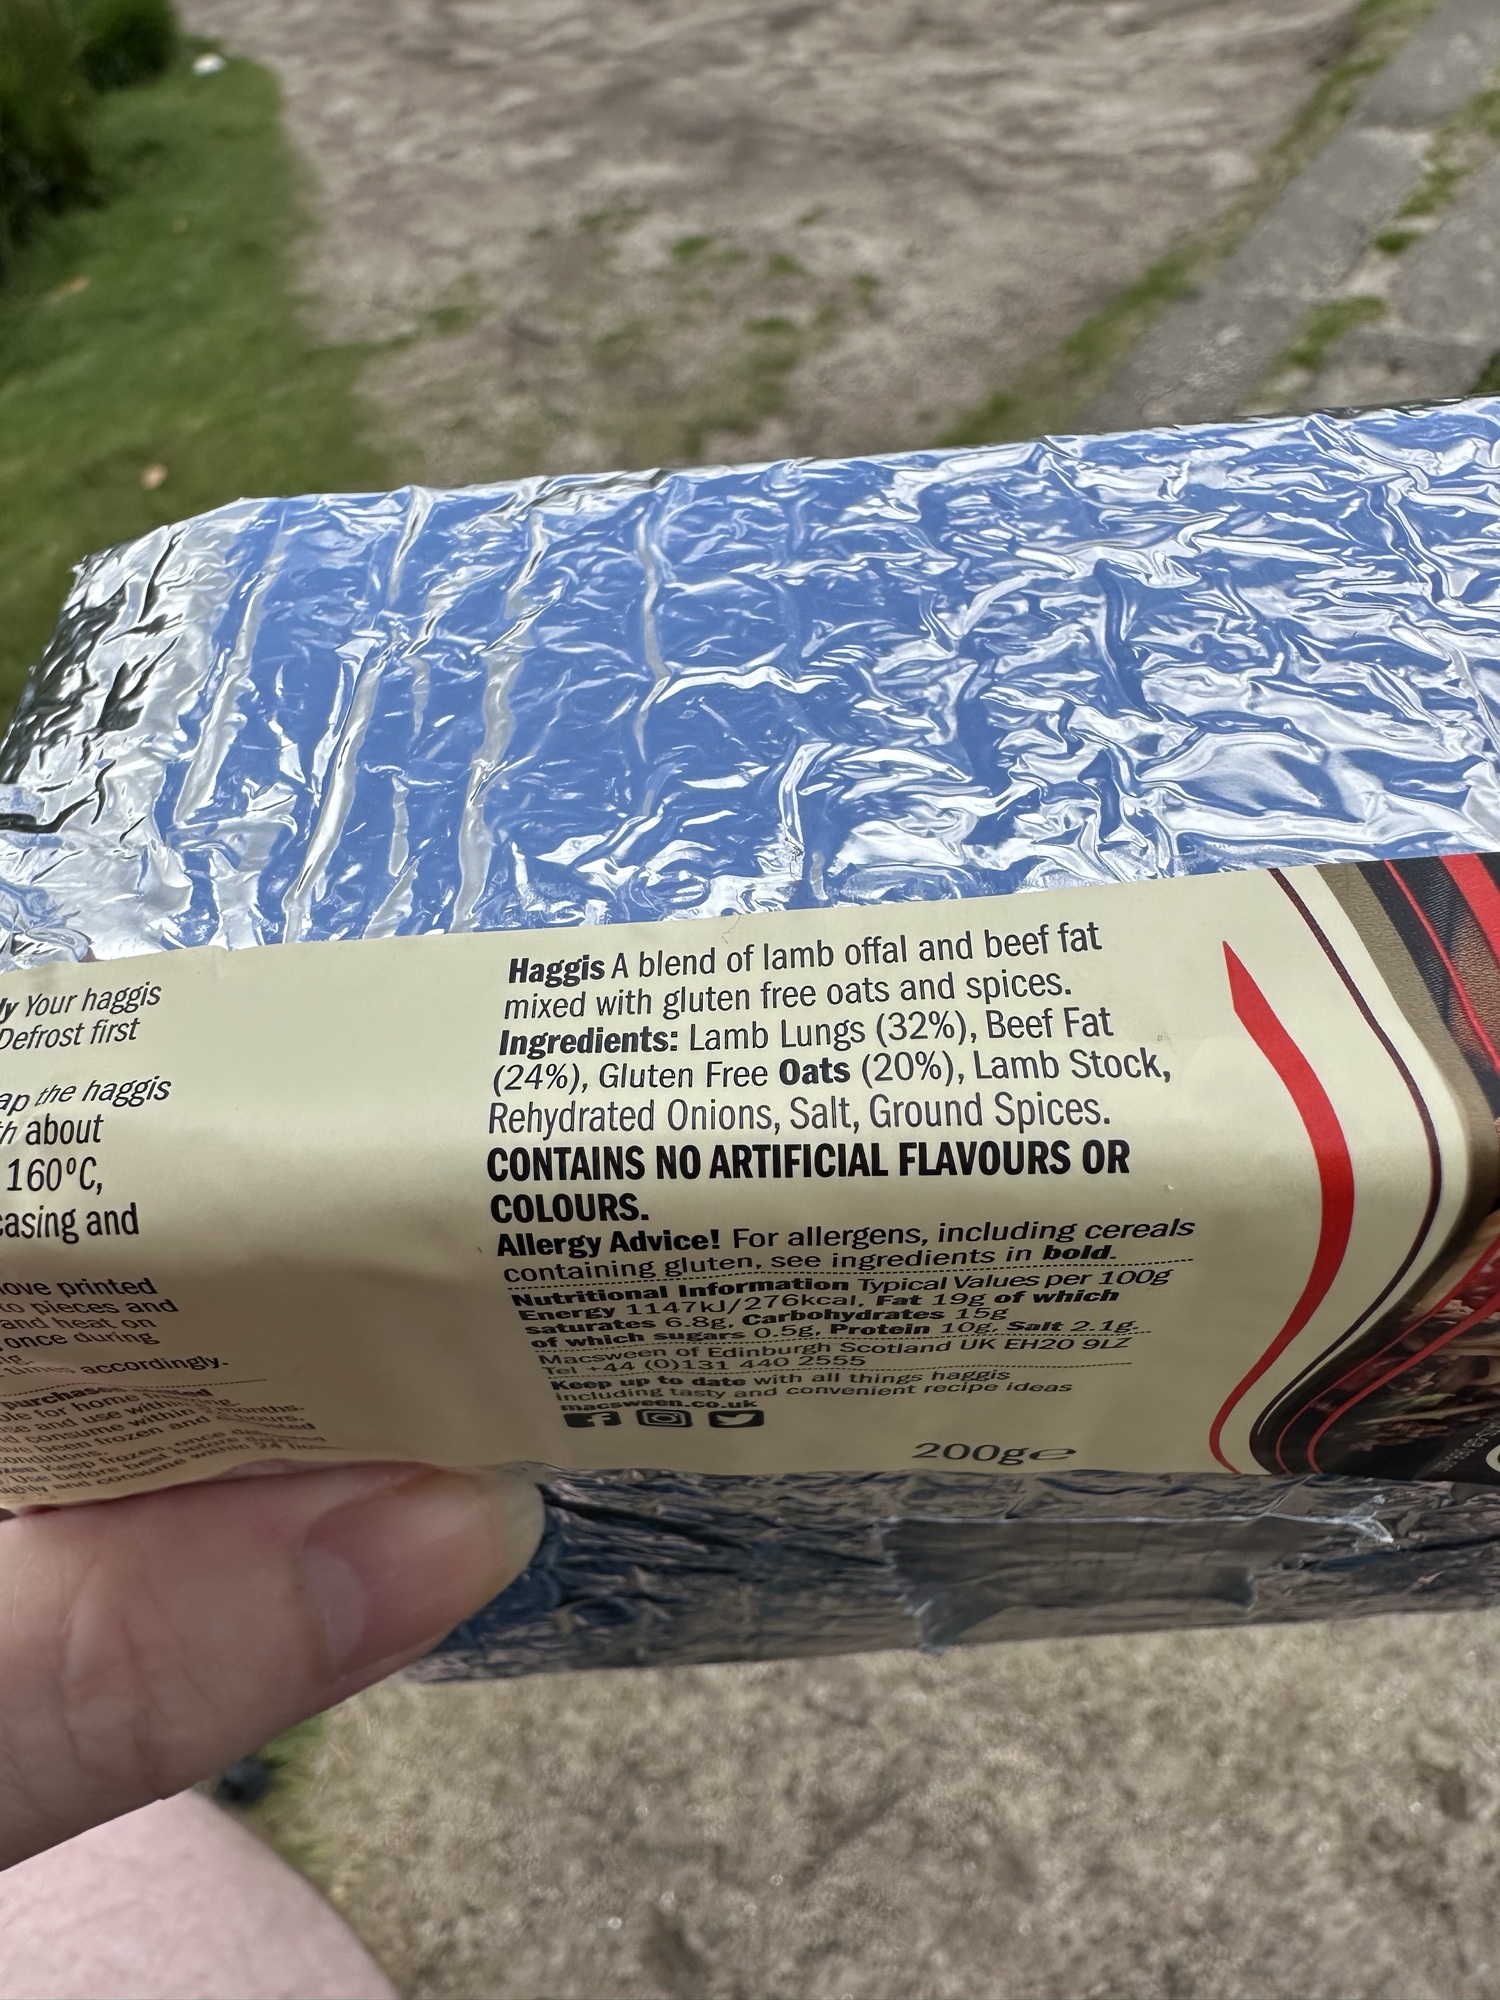 Your haggis
Defrost first
the haggis
about
160°C,
casing and
printed
to pieces and
and heat on
once during
accordingly.
Haggis A blend of lamb offal and beef fat
mixed with gluten free oats and spices.
Ingredients: Lamb Lungs (32%), Beef Fat
(24%), Gluten Free Oats (20%), Lamb Stock,
Rehydrated Onions, Salt, Ground Spices.
CONTAINS NO ARTIFICIAL FLAVOURS OR
COLOURS.
Allergy Advice! For allergens, including cereals
containing gluten, see ingredients in bold.
Nutritional Information Typical Values per 100g
Energy 1147kJ/276kcal, Fat 19g of which
saturates 6.8g, Carbohydrates 15g
of which sugars 0.5g, Protein 10g, Salt 2.1g.
Macsween of Edinburgh Scotland UK EH20 9LZ
Tel +44 (0)131 440 2555
Keep up to date with all things haggis
including tasty and convenient recipe ideas
macsween.co.uk
200g℮